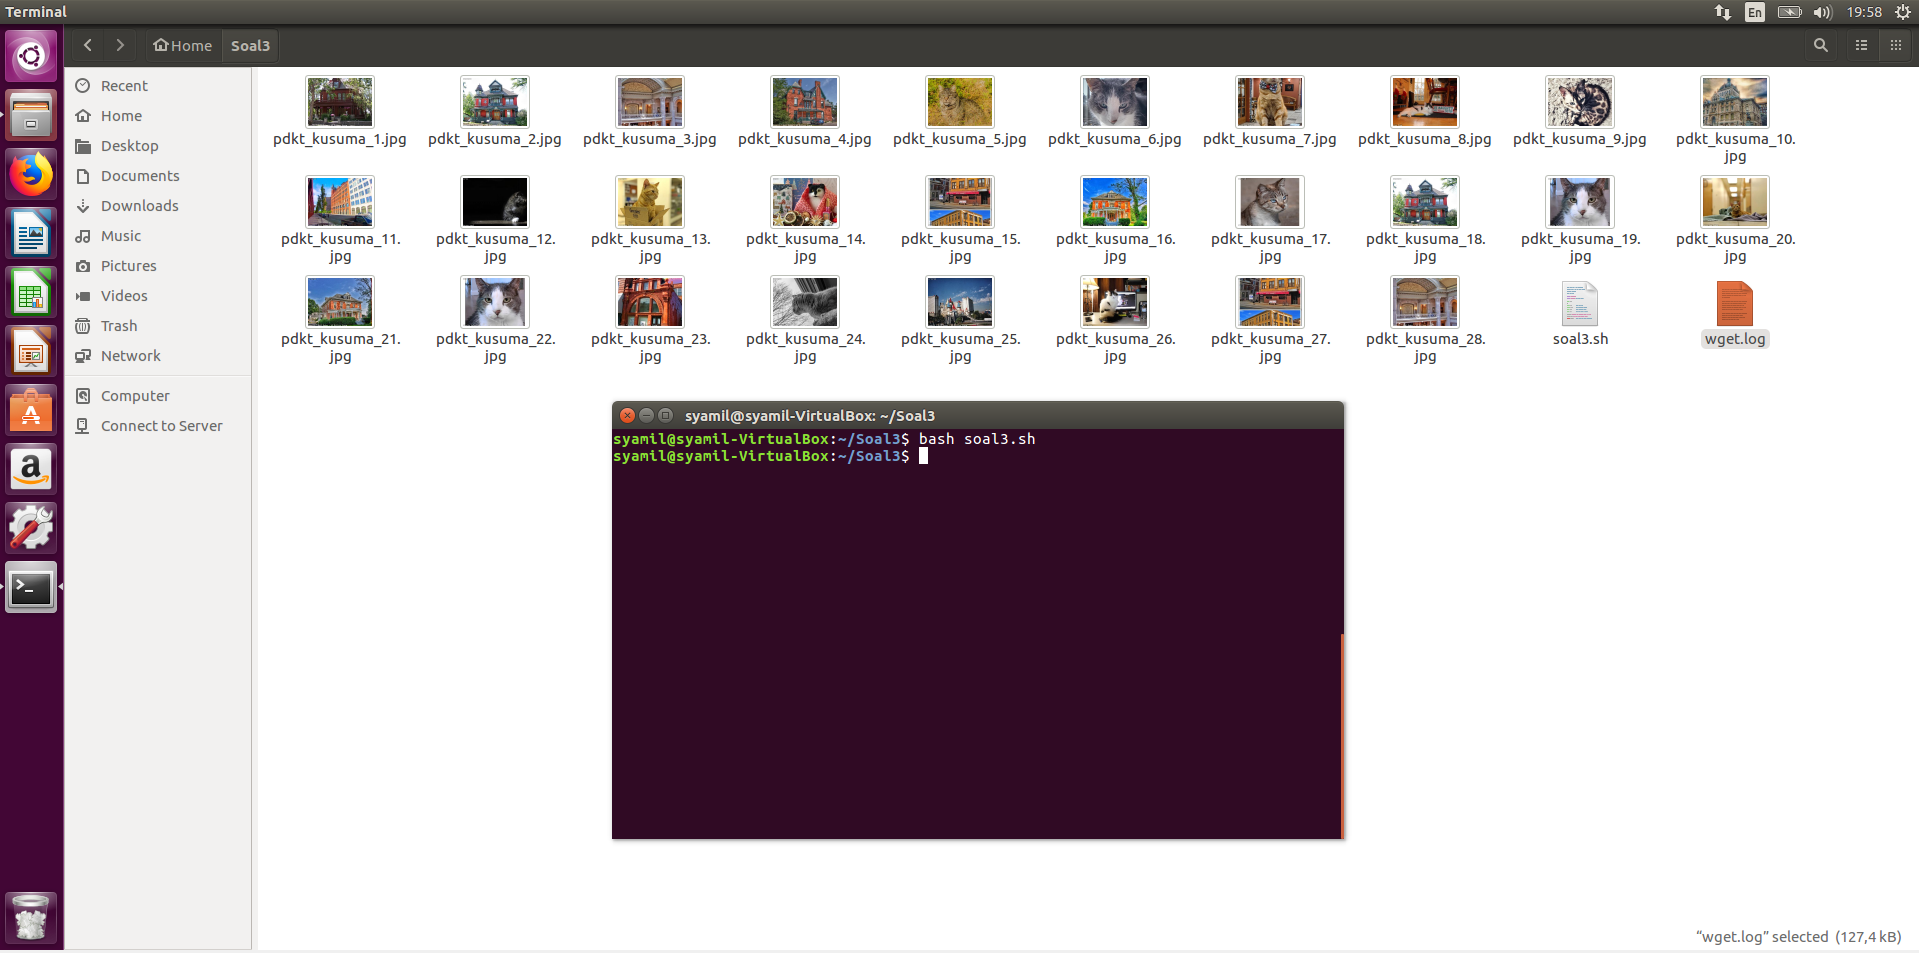 Terminal
En
19:58
Home
Soal3
Recent
Home
Desktop
Documents
Downloads
Music
Pictures
Videos
Trash
Network
Computer
Connect to Server
pdkt_kusuma_1.jpg
pdkt_kusuma_2.jpg
pdkt_kusuma_3.jpg
pdkt_kusuma_4.jpg
pdkt_kusuma_5.jpg
pdkt_kusuma_6.jpg
pdkt_kusuma_7.jpg
pdkt_kusuma_8.jpg
pdkt_kusuma_9.jpg
pdkt_kusuma_10.
jpg
pdkt_kusuma_11.
jpg
pdkt_kusuma_12.
jpg
pdkt_kusuma_13.
jpg
pdkt_kusuma_14.
jpg
pdkt_kusuma_15.
jpg
pdkt_kusuma_16.
jpg
pdkt_kusuma_17.
jpg
pdkt_kusuma_18.
jpg
pdkt_kusuma_19.
jpg
pdkt_kusuma_20.
jpg
pdkt_kusuma_21.
jpg
pdkt_kusuma_22.
jpg
pdkt_kusuma_23.
jpg
pdkt_kusuma_24.
jpg
pdkt_kusuma_25.
jpg
pdkt_kusuma_26.
jpg
pdkt_kusuma_27.
jpg
pdkt_kusuma_28.
jpg
soal3.sh
wget.log
syamil@syamil-VirtualBox: ~/Soal3
syamil@syamil-VirtualBox:~/Soal3$ bash soal3.sh
syamil@syamil-VirtualBox:~/Soal3$
“wget.log” selected (127,4 kB)